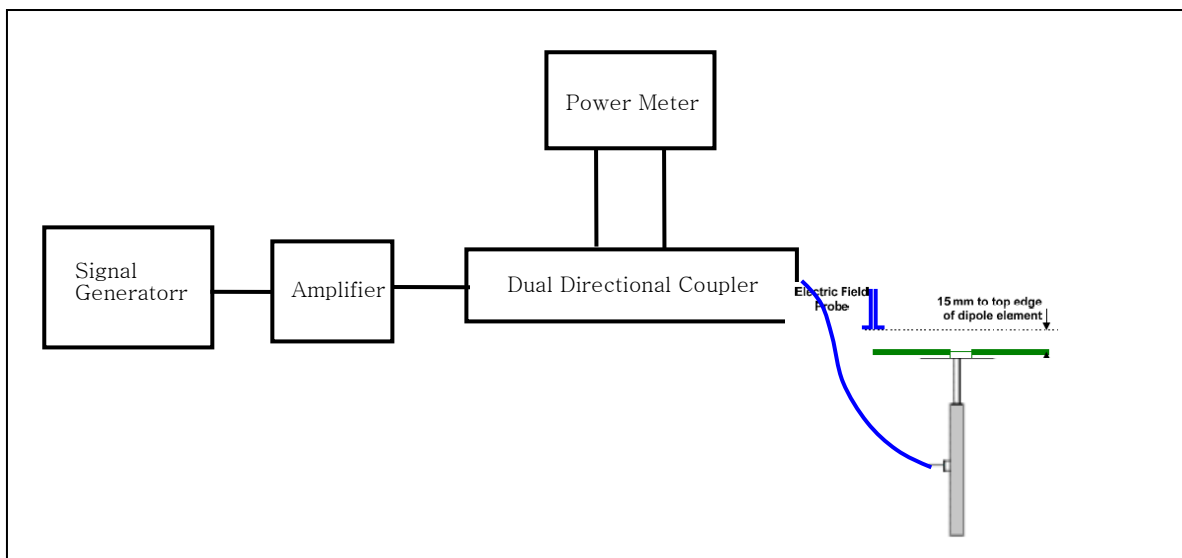 Power Meter
Signal
Generatorr
Amplifier
Dual Directional Coupler
Electric Field
Probe
15 mm to top edge
of dipole element